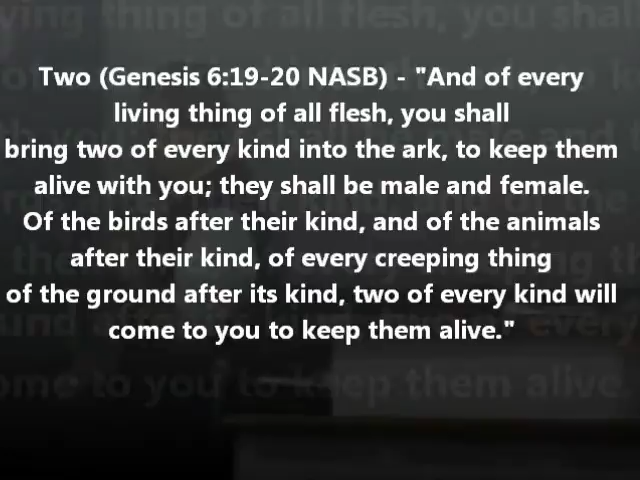 Two (Genesis 6:19-20 NASB) - "And of every
living thing of all flesh, you shall
bring two of every kind into the ark, to keep them
alive with you; they shall be male and female.
Of the birds after their kind, and of the animals
after their kind, of every creeping thing
of the ground after its kind, two of every kind will
come to you to keep them alive."